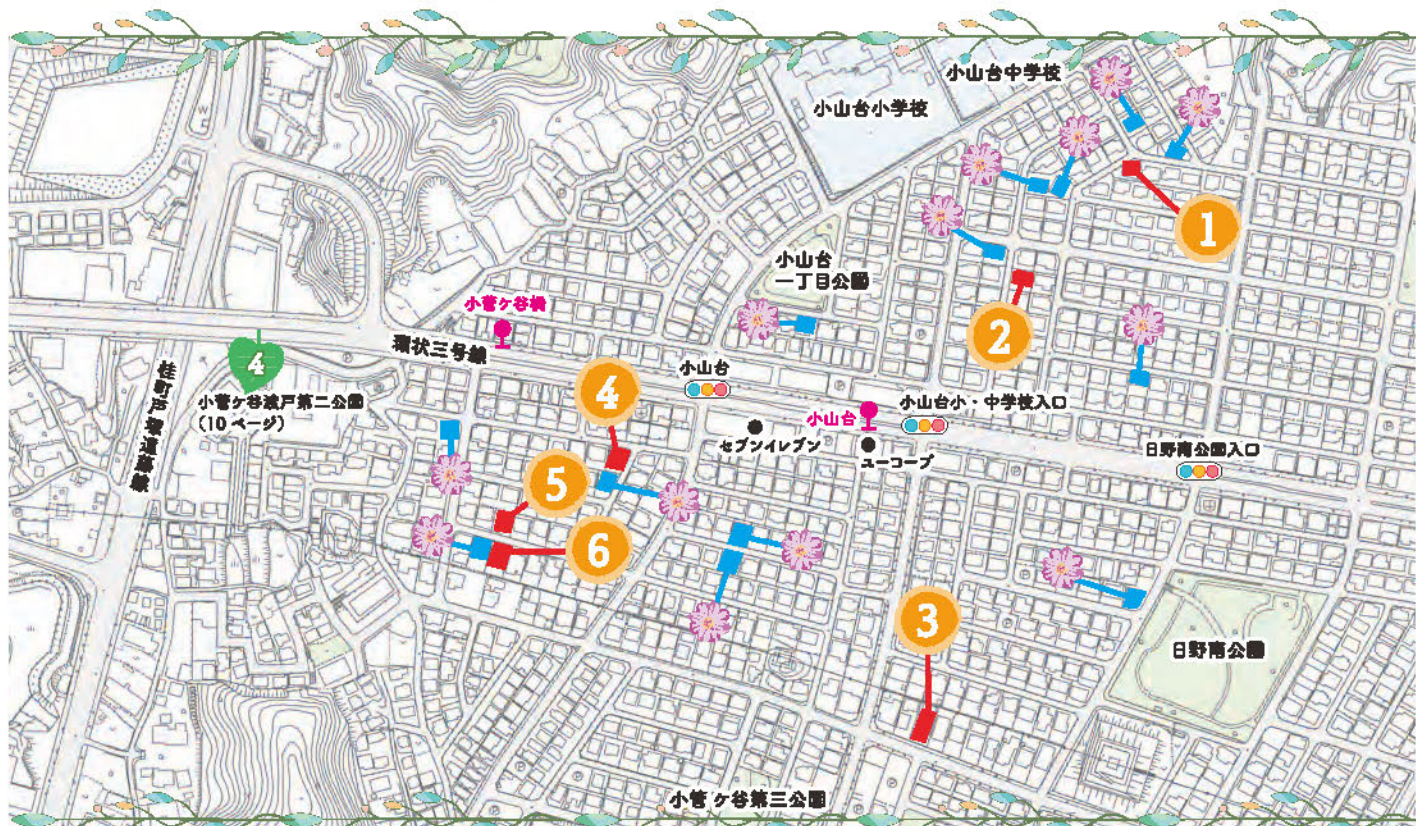 小山台中学校
小山台小学校
1
小山台
一丁目公園
2
小菅ケ谷橋
環状三号線
4
小菅ケ谷渡戸第二公園
(10 ページ)
桂町戸塚遠藤線
小山台
4
小山台
小山台小・中学校入口
セブンイレブン
ユーコープ
日野南公園入口
5
6
3
日野南公園
小菅ケ谷第三公園